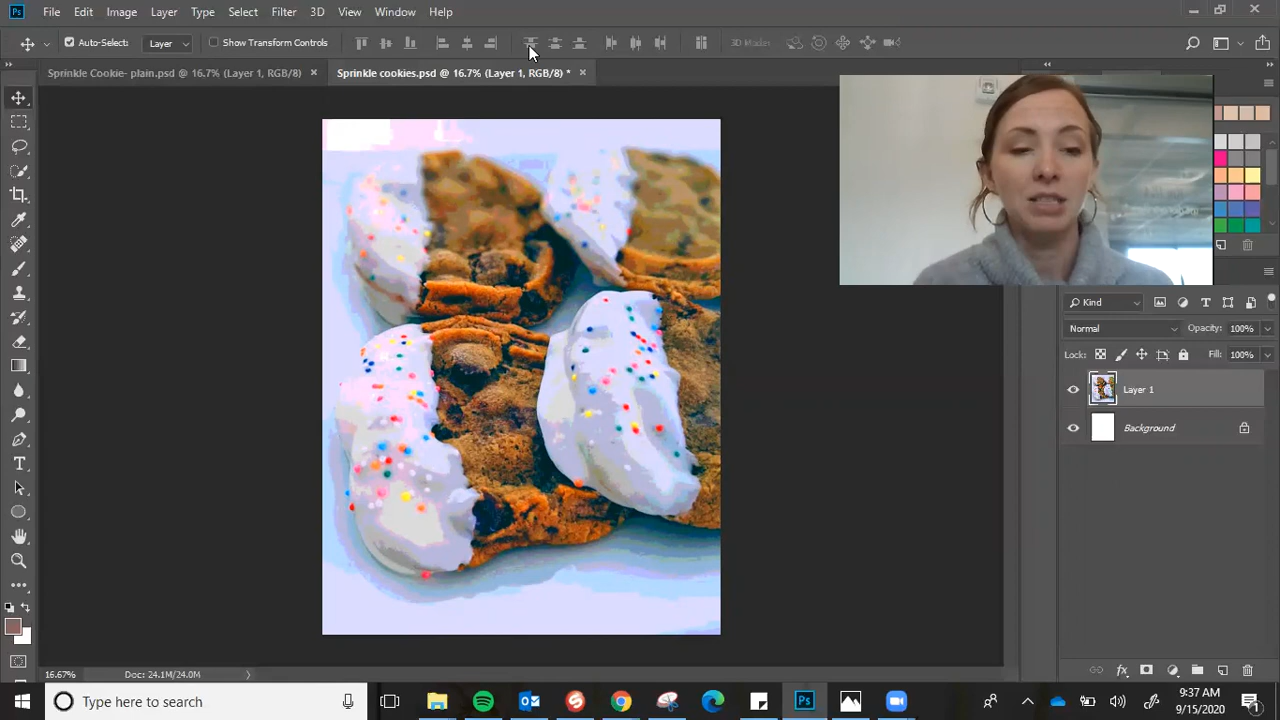 Ps File Edit Image Layer Type Select Filter 3D View Window Help
Auto-Select: Layer Show Transform Controls 3D Mode:
Sprinkle Cookie- plain.psd @ 16.7% (Layer 1, RGB/8) × Sprinkle cookies.psd @ 16.7% (Layer 1, RGB/8) * ×
Kind
Normal Opacity: 100%
Lock: Fill: 100%
Layer 1
Background
16.67% Doc: 24.1M/24.0M
Type here to search
9:37 AM
9/15/2020